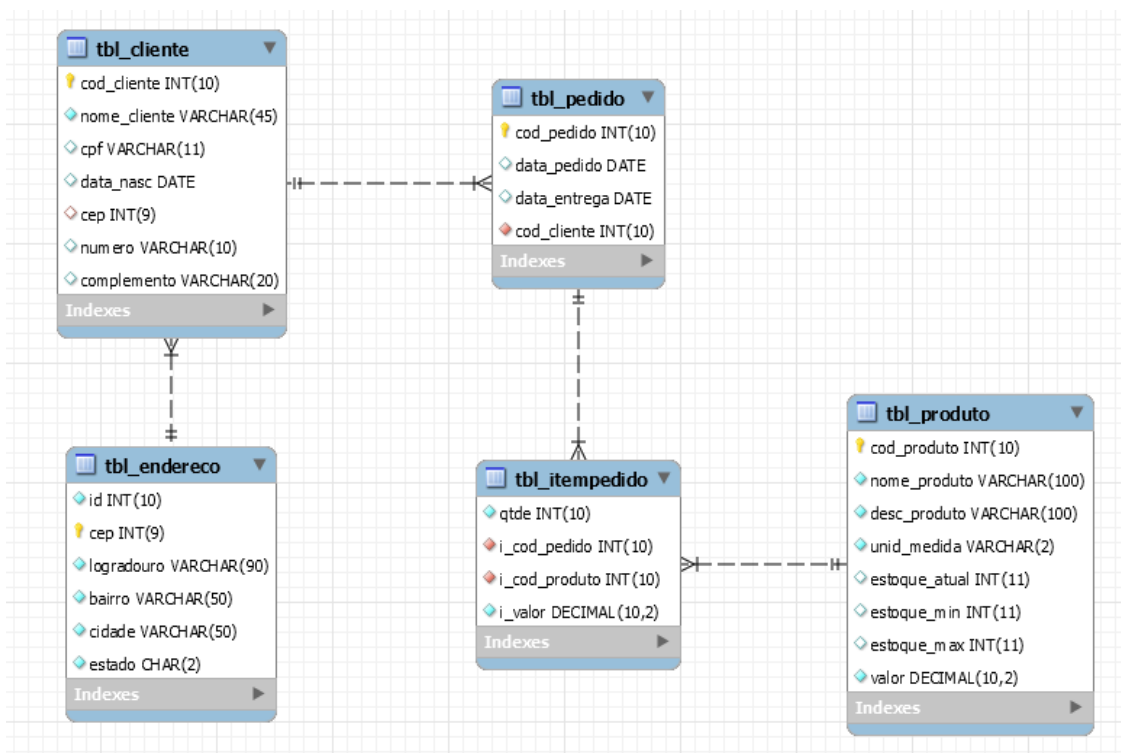 tbl_cliente
cod_cliente INT(10)
nome_cliente VARCHAR(45)
cpf VARCHAR(11)
data_nasc DATE
cep INT(9)
numero VARCHAR(10)
complemento VARCHAR(20)
Indexes
tbl_pedido
cod_pedido INT(10)
data_pedido DATE
data_entrega DATE
cod_cliente INT(10)
Indexes
tbl_endereco
id INT(10)
cep INT(9)
logradouro VARCHAR(90)
bairro VARCHAR(50)
cidade VARCHAR(50)
estado CHAR(2)
Indexes
tbl_itempedido
qtde INT(10)
i_cod_pedido INT(10)
i_cod_produto INT(10)
i_valor DECIMAL(10,2)
Indexes
tbl_produto
cod_produto INT(10)
nome_produto VARCHAR(100)
desc_produto VARCHAR(100)
unid_medida VARCHAR(2)
estoque_atual INT(11)
estoque_min INT(11)
estoque_max INT(11)
valor DECIMAL(10,2)
Indexes